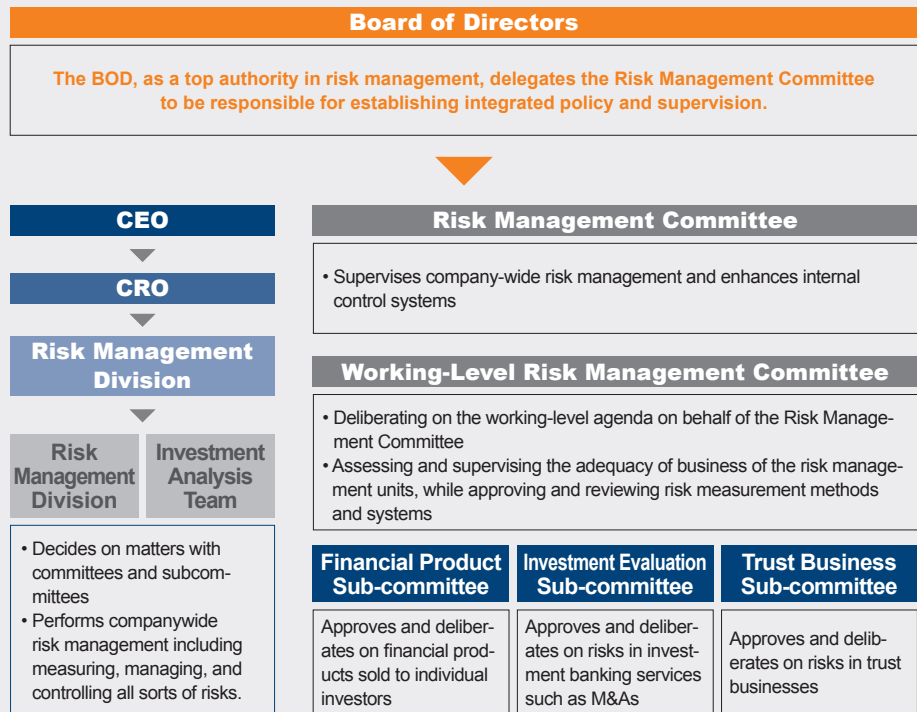 Board of Directors
The BOD, as a top authority in risk management, delegates the Risk Management Committee
to be responsible for establishing integrated policy and supervision.
CEO
CRO
Risk Management
Division
Risk
Management
Division
Investment
Analysis
Team
• Decides on matters with
committees and subcom-
mittees
• Performs companywide
risk management including
measuring, managing, and
controlling all sorts of risks.
Risk Management Committee
• Supervises company-wide risk management and enhances internal
control systems
Working-Level Risk Management Committee
• Deliberating on the working-level agenda on behalf of the Risk Manage-
ment Committee
• Assessing and supervising the adequacy of business of the risk manage-
ment units, while approving and reviewing risk measurement methods
and systems
Financial Product
Sub-committee
Approves and deliber-
ates on financial prod-
ucts sold to individual
investors
Investment Evaluation
Sub-committee
Approves and deliber-
ates on risks in invest-
ment banking services
such as M&As
Trust Business
Sub-committee
Approves and delib-
erates on risks in trust
businesses